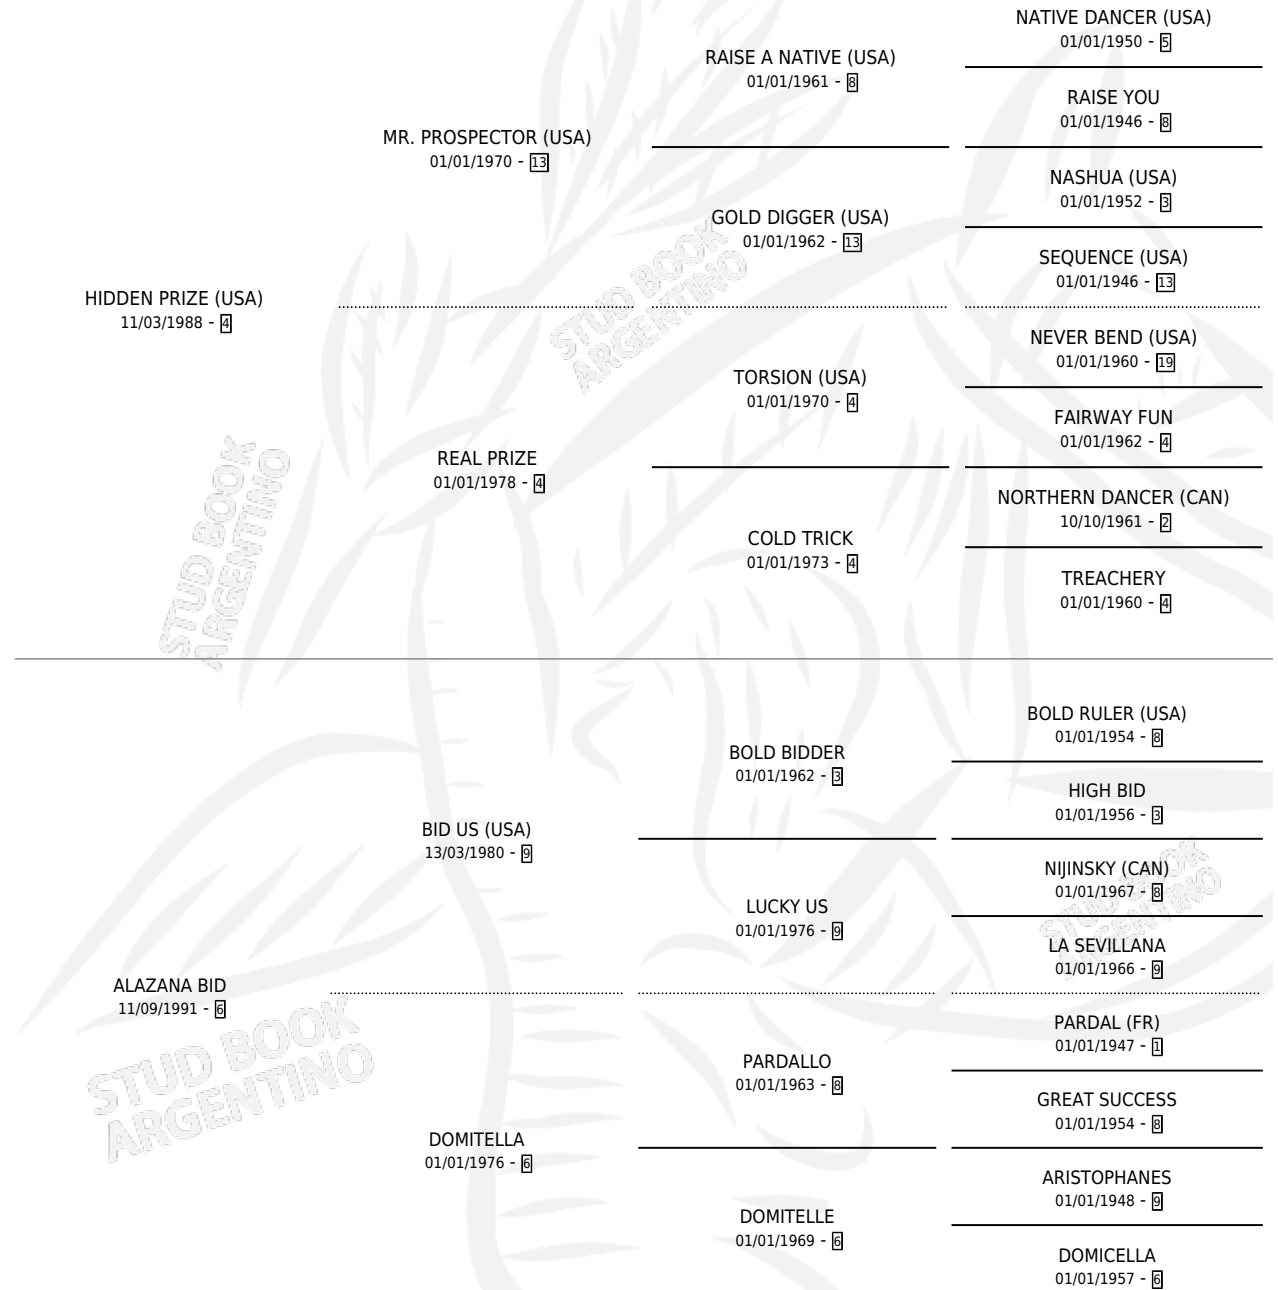 NATIVE DANCER (USA)
01/01/1950 - 5
RAISE A NATIVE (USA)
01/01/1961 - 8
RAISE YOU
01/01/1946 - 8
MR. PROSPECTOR (USA)
01/01/1970 - 13
NASHUA (USA)
01/01/1952 - 3
GOLD DIGGER (USA)
01/01/1962 - 13
SEQUENCE (USA)
01/01/1946 - 13
HIDDEN PRIZE (USA)
11/03/1988 - 4
NEVER BEND (USA)
01/01/1960 - 19
TORSION (USA)
01/01/1970 - 4
FAIRWAY FUN
01/01/1962 - 4
REAL PRIZE
01/01/1978 - 4
NORTHERN DANCER (CAN)
10/10/1961 - 2
COLD TRICK
01/01/1973 - 4
TREACHERY
01/01/1960 - 4
BOLD RULER (USA)
01/01/1954 - 8
BOLD BIDDER
01/01/1962 - 3
HIGH BID
01/01/1956 - 3
BID US (USA)
13/03/1980 - 9
NIJINSKY (CAN)
01/01/1967 - 8
LUCKY US
01/01/1976 - 9
LA SEVILLANA
01/01/1966 - 9
ALAZANA BID
11/09/1991 - 6
PARDAL (FR)
01/01/1947 - 1
PARDALLO
01/01/1963 - 8
GREAT SUCCESS
01/01/1954 - 8
DOMITELLA
01/01/1976 - 6
ARISTOPHANES
01/01/1948 - 9
DOMITELLE
01/01/1969 - 6
DOMICELLA
01/01/1957 - 6
STUD BOOK
ARGENTINO
STUD BOOK
ARGENTINO
STUD BOOK
ARGENTINO
STUD BOOK
ARGENTINO